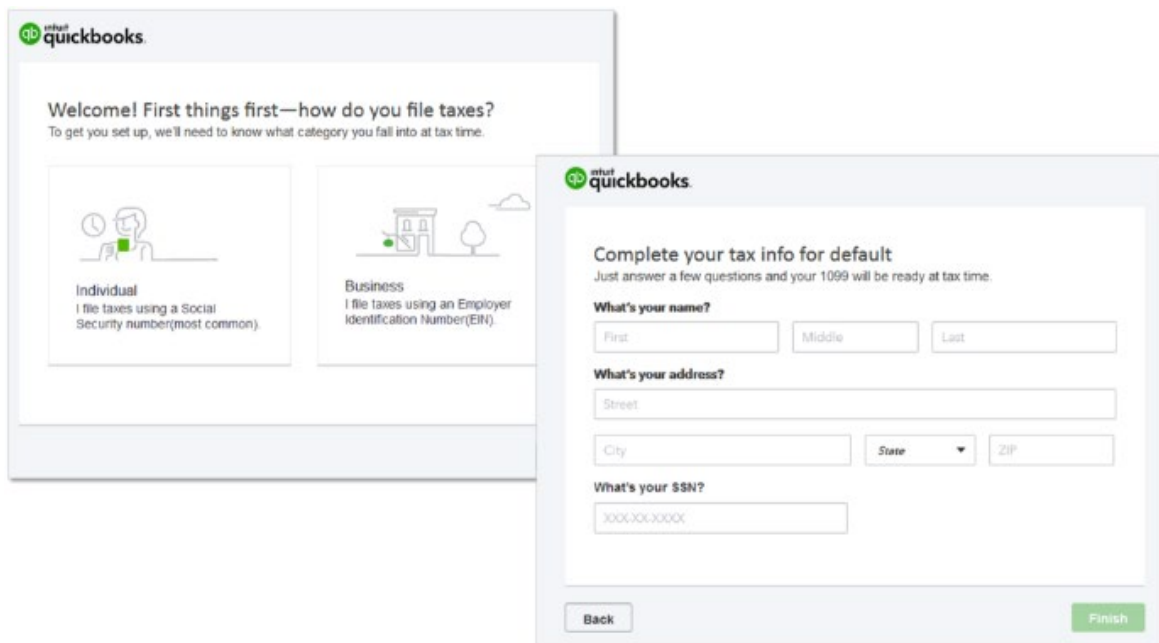 intuit
quickbooks.
Welcome! First things first—how do you file taxes?
To get you set up, we'll need to know what category you fall into at tax time.
Individual
I file taxes using a Social
Security number(most common).
Business
I file taxes using an Employer
Identification Number(EIN).
intuit
quickbooks.
Complete your tax info for default
Just answer a few questions and your 1099 will be ready at tax time.
What's your name?
First Middle Last
What's your address?
Street
City State ZIP
What's your SSN?
XXX-XX-XXXX
Back Finish